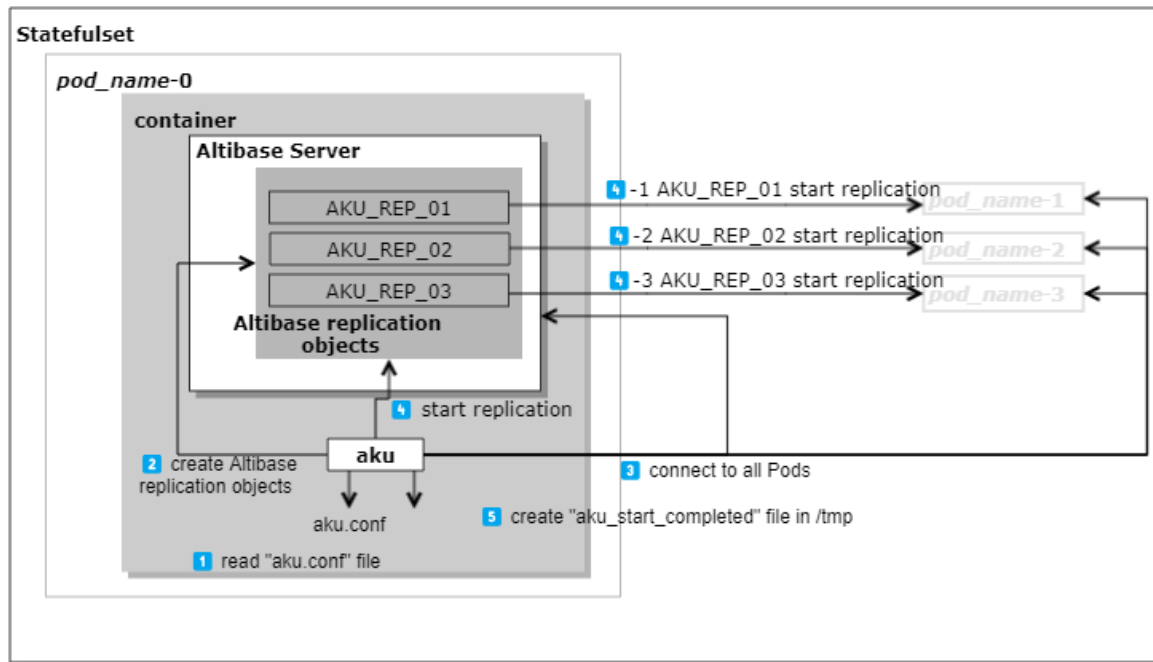 Statefulset
pod_name-0
container
Altibase Server
AKU_REP_01
AKU_REP_02
AKU_REP_03
Altibase replication
objects
4 -1 AKU_REP_01 start replication
pod_name-1
4 -2 AKU_REP_02 start replication
pod_name-2
4 -3 AKU_REP_03 start replication
pod_name-3
4 start replication
aku
2 create Altibase
replication objects
3 connect to all Pods
aku.conf
5 create "aku_start_completed" file in /tmp
1 read "aku.conf" file